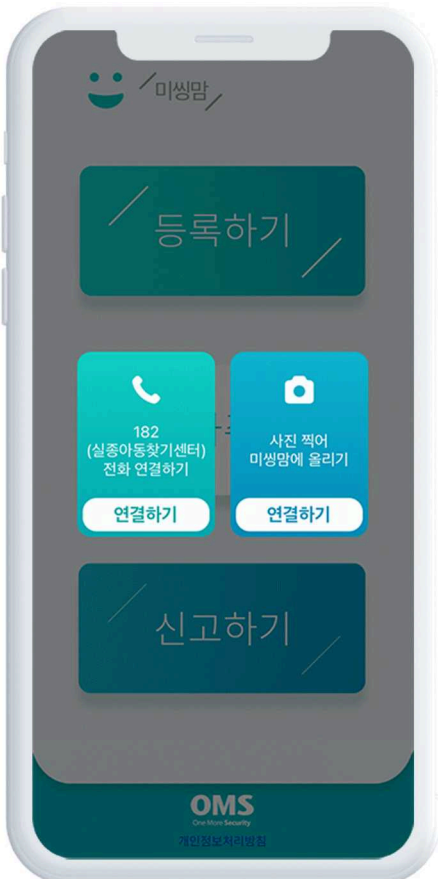 미씽맘
등록하기
182
(실종아동찾기센터)
전화 연결하기
연결하기
사진 찍어
미씽맘에 올리기
연결하기
신고하기
OMS
One More Security
개인정보처리방침